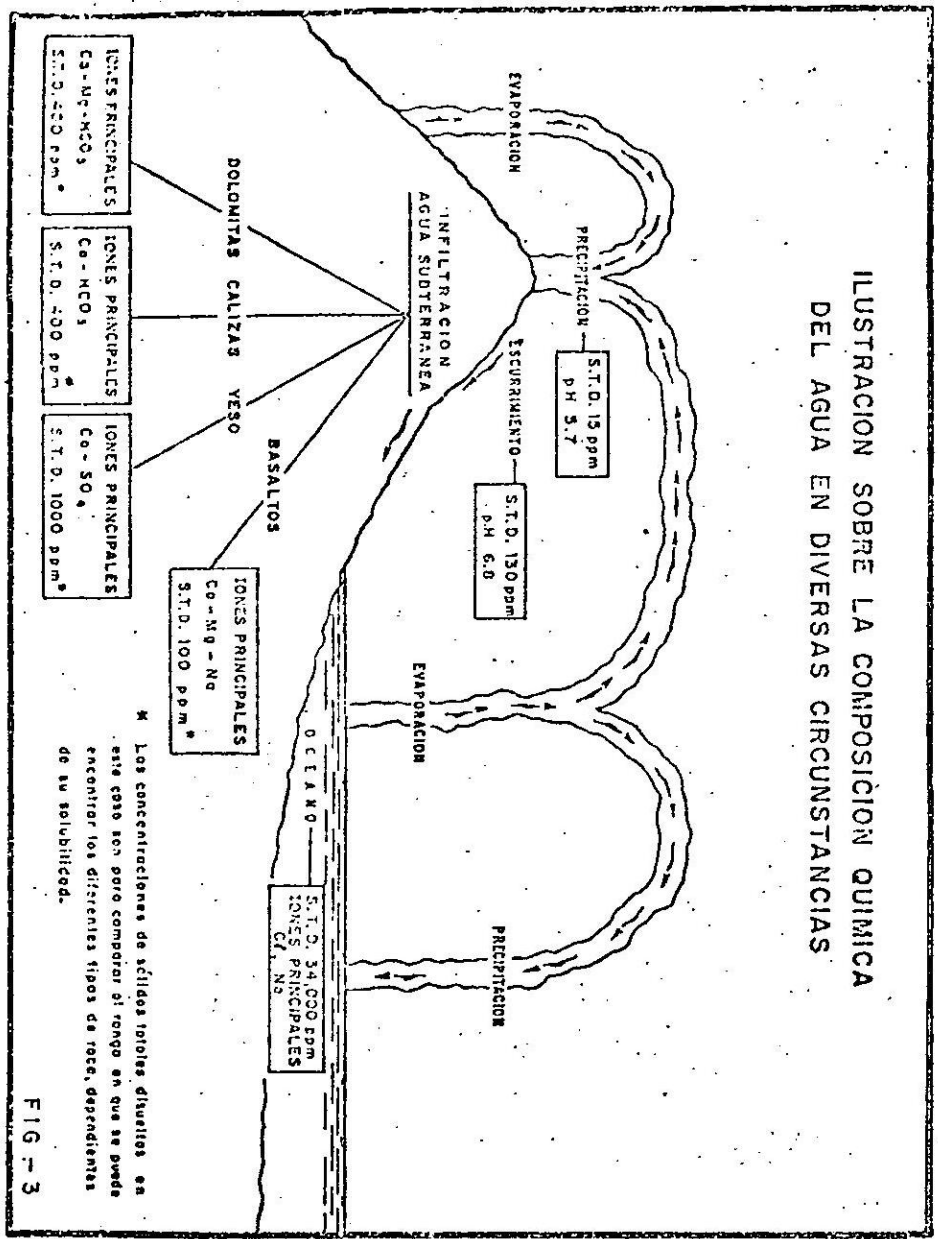 ILUSTRACION SOBRE LA COMPOSICIÓN QUIMICA
DEL AGUA EN DIVERSAS CIRCUNSTANCIAS
EVAPORACION
PRECIPITACION
S.T.D. 15 ppm
pH 5.7
ESCURRIMIENTO
S.T.D. 130 ppm
pH 6.8
EVAPORACION
PRECIPITACION
INFILTRACION
AGUA SUBTERRANEA
OCEANO
S.T.D. 34,000 ppm
IONES PRINCIPALES
Cl, Na
DOLOMITAS CALIZAS YESO
BASALTOS
IONES PRINCIPALES
Ca-Mg-HCO3
S.T.D. 400 ppm*
IONES PRINCIPALES
Ca-HCO3
S.T.D. 400 ppm*
IONES PRINCIPALES
Ca-SO4
S.T.D. 1000 ppm*
IONES PRINCIPALES
Ca-Mg-Na
S.T.D. 100 ppm*
* Las concentraciones de sólidos totales disueltos en
este caso son para comparar el rango en que se puede
encontrar los diferentes tipos de roca, dependientes
de su solubilidad.
FIG-3